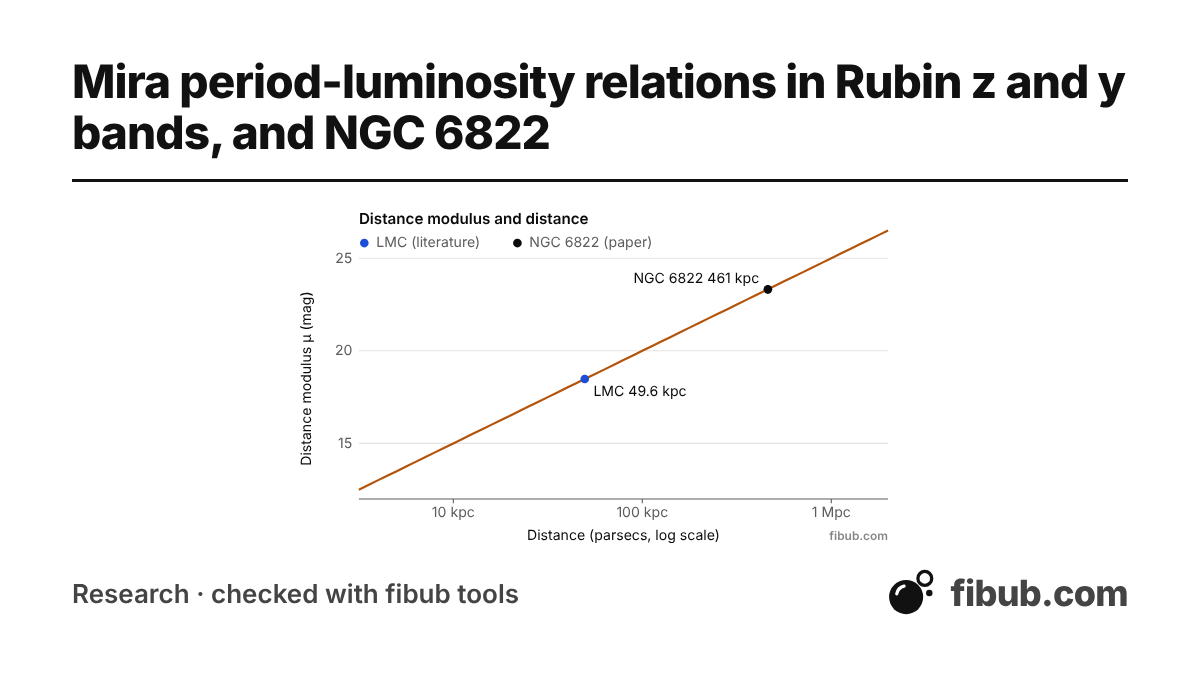 Mira period-luminosity relations in Rubin z and y
bands, and NGC 6822
Distance modulus and distance
LMC (literature) NGC 6822 (paper)
25
20
15
Distance modulus μ (mag)
NGC 6822 461 kpc
LMC 49.6 kpc
10 kpc 100 kpc 1 Mpc
Distance (parsecs, log scale)
fibub.com
Research · checked with fibub tools
fibub.com